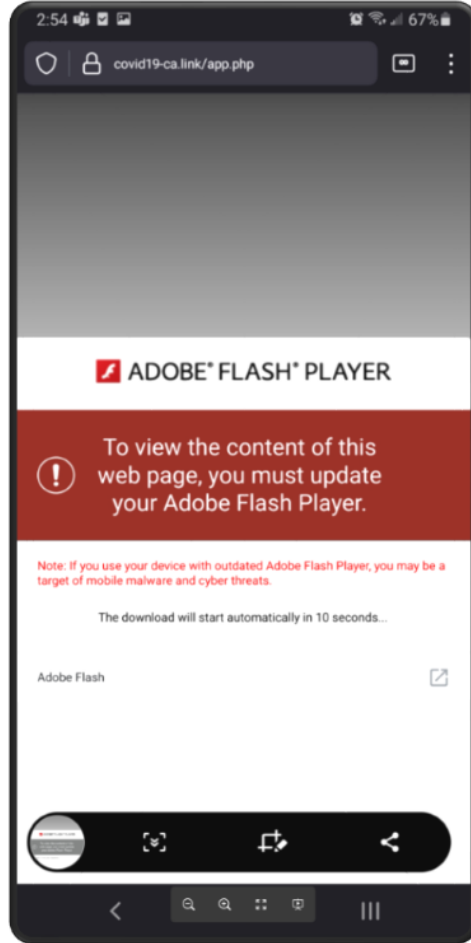 2:54 67%
covid19-ca.link/app.php
ADOBE® FLASH® PLAYER
To view the content of this
web page, you must update
your Adobe Flash Player.
Note: If you use your device with outdated Adobe Flash Player, you may be a
target of mobile malware and cyber threats.
The download will start automatically in 10 seconds...
Adobe Flash